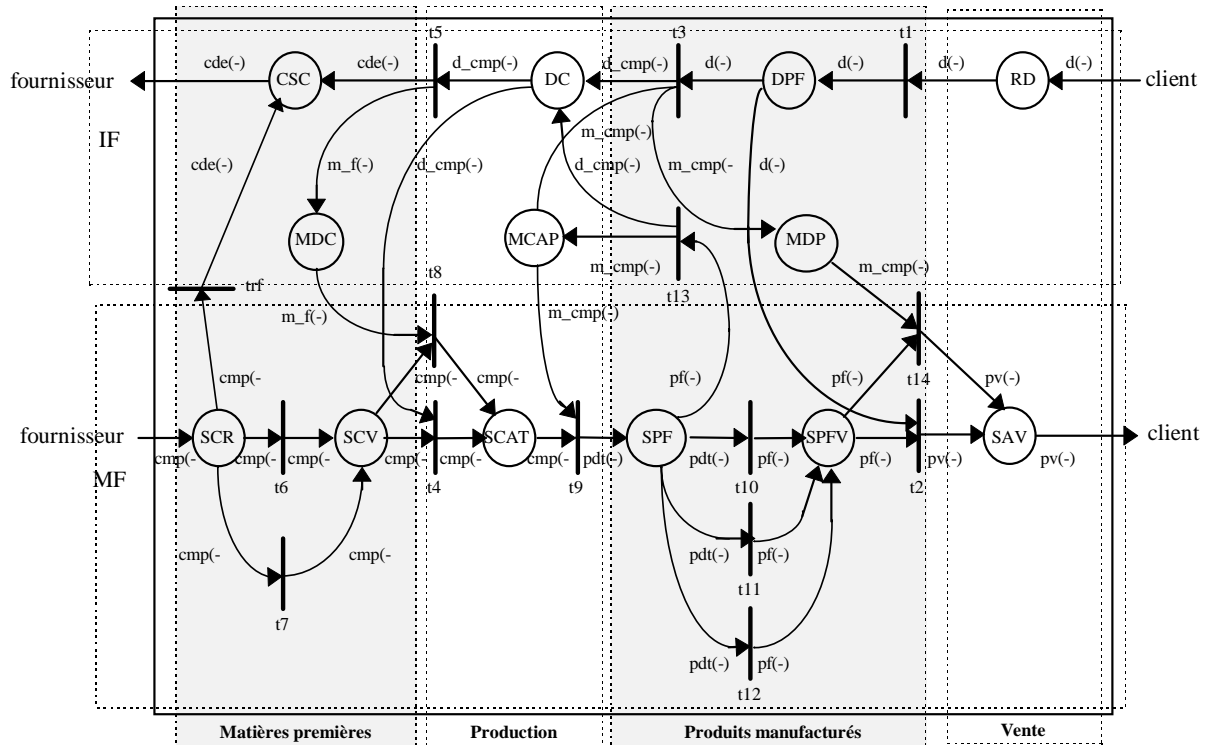 t5
t3
t1
fournisseur
cde(-)
CSC
cde(-)
d_cmp(-)
DC
d_cmp(-)
d(-)
DPF
d(-)
d(-)
RD
d(-)
client
IF
cde(-)
m_f(-)
d_cmp(-)
m_cmp(-)
d_cmp(-)
m_cmp(-
d(-)
MDC
MCAP
MDP
t8
m_cmp(-)
m_cmp(-)
trf
t13
m_f(-)
m_cmp(-)
cmp(-
cmp(-
cmp(-
pf(-)
pf(-)
t14
pv(-)
fournisseur
SCR
SCV
SCAT
SPF
SPFV
SAV
client
cmp(-)
cmp(-)
cmp(-)
cmp(-)
cmp(-)
cmp(-)
pdt(-)
pdt(-)
pf(-)
pf(-)
pv(-)
pv(-)
MF
t6
t4
t9
t10
t2
cmp(-
cmp(-
pdt(-)
pf(-)
t11
t7
pdt(-)
pf(-)
t12
Matières premières
Production
Produits manufacturés
Vente